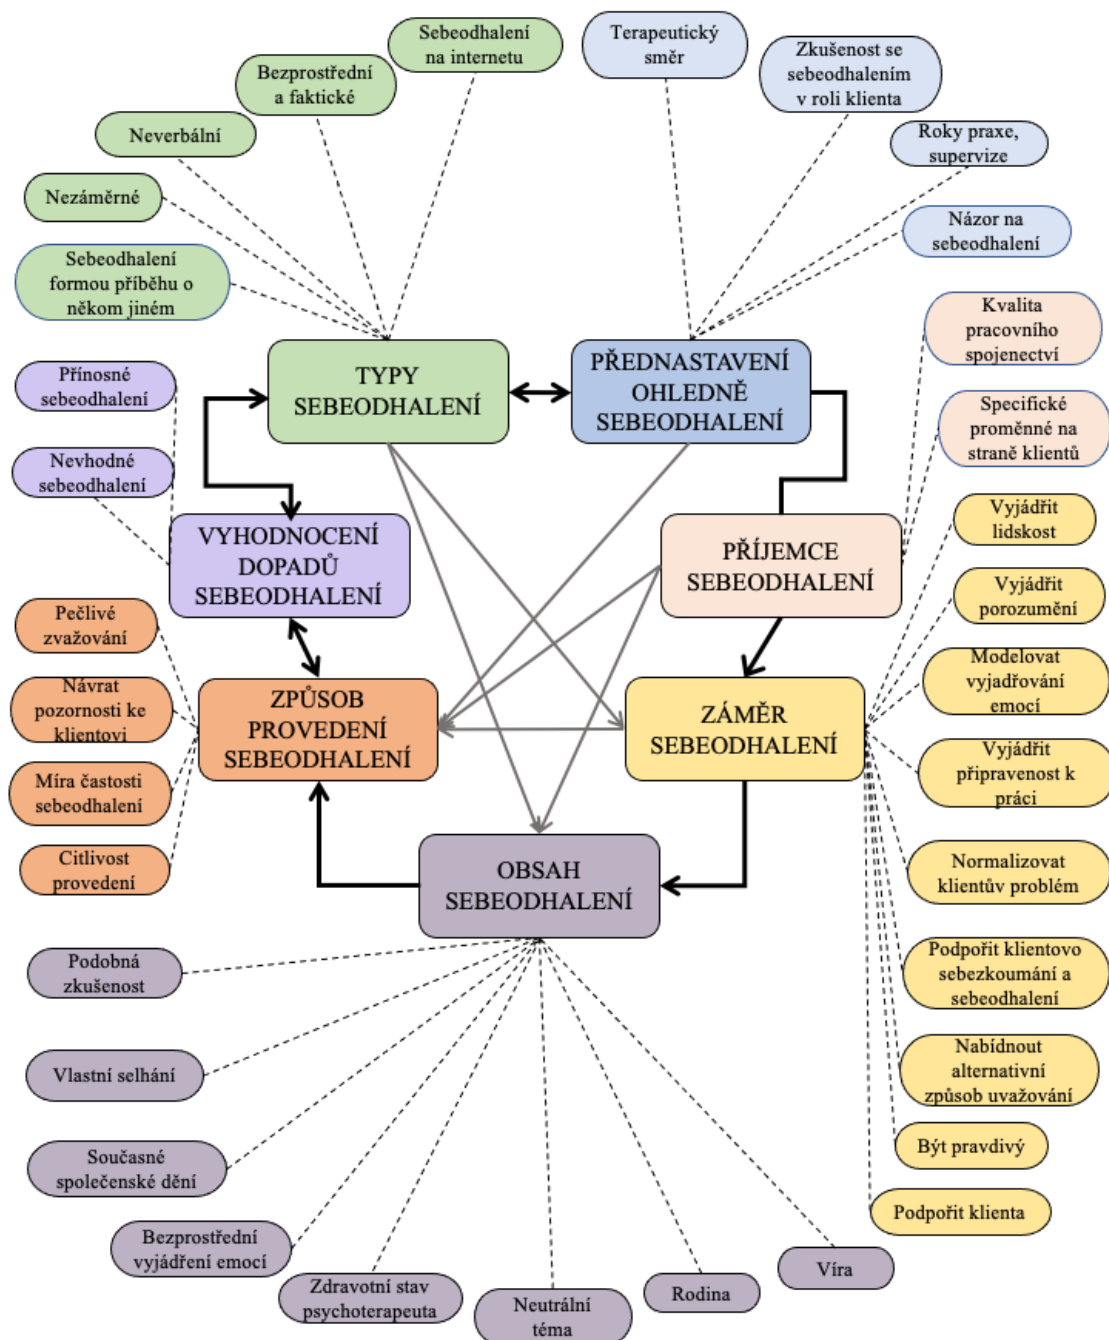 Sebeodhalení
na internetu
Bezprostřední
a faktické
Neverbální
Nezáměrné
Sebeodhalení
formou příběhu o
někom jiném
Terapeutický
směr
Zkušenost se
sebeodhalením
v roli klienta
Roky praxe,
supervize
Názor na
sebeodhalení
TYPY
SEBEODHALENÍ
PŘEDNASTAVENÍ
OHLEDNĚ
SEBEODHALENÍ
Kvalita
pracovního
spojenectví
Specifické
proměnné na
straně klientů
Přínosné
sebeodhalení
Nevhodné
sebeodhalení
VYHODNOCENÍ
DOPADŮ
SEBEODHALENÍ
PŘÍJEMCE
SEBEODHALENÍ
Vyjádřit
lidskost
Vyjádřit
porozumění
Modelovat
vyjadřování
emocí
Vyjádřit
připravenost k
práci
Normalizovat
klientův problém
Podpořit klientovo
sebezkoumání a
sebeodhalení
Nabídnout
alternativní
způsob uvažování
Být pravdivý
Podpořit klienta
Pečlivé
zvažování
Návrat
pozornosti ke
klientovi
Míra častosti
sebeodhalení
Citlivost
provedení
ZPŮSOB
PROVEDENÍ
SEBEODHALENÍ
ZÁMĚR
SEBEODHALENÍ
OBSAH
SEBEODHALENÍ
Podobná
zkušenost
Vlastní selhání
Současné
společenské dění
Bezprostřední
vyjádření emocí
Zdravotní stav
psychoterapeuta
Neutrální
téma
Rodina
Víra